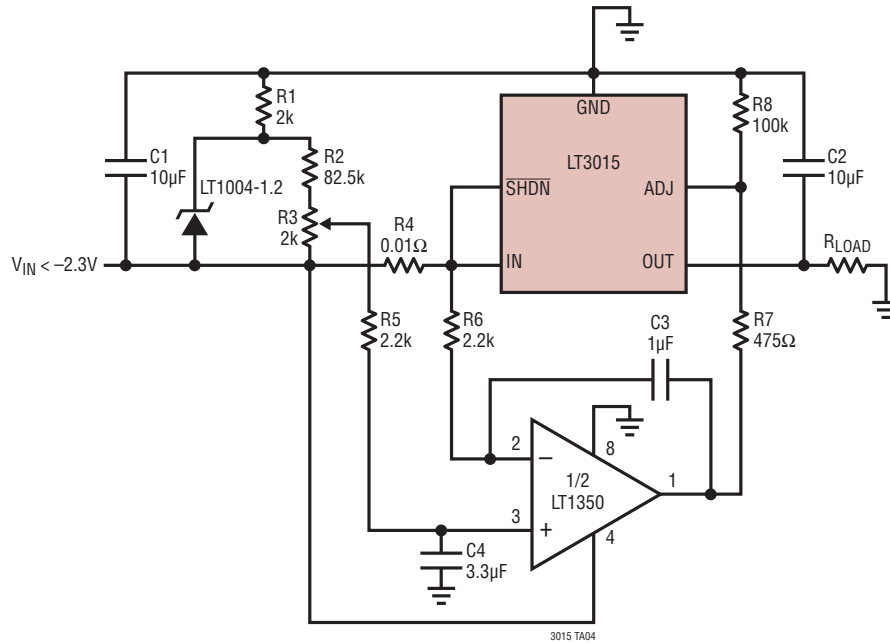 R1
2k
R2
82.5k
C1
10µF
LT1004-1.2
R3
2k
R4
0.01Ω
V_IN < –2.3V
GND
LT3015
S̅H̅D̅N̅
ADJ
IN
OUT
R8
100k
C2
10µF
R_LOAD
R5
2.2k
R6
2.2k
C3
1µF
R7
475Ω
2
–
8
1/2
LT1350
1
3
+
4
C4
3.3µF
3015 TA04